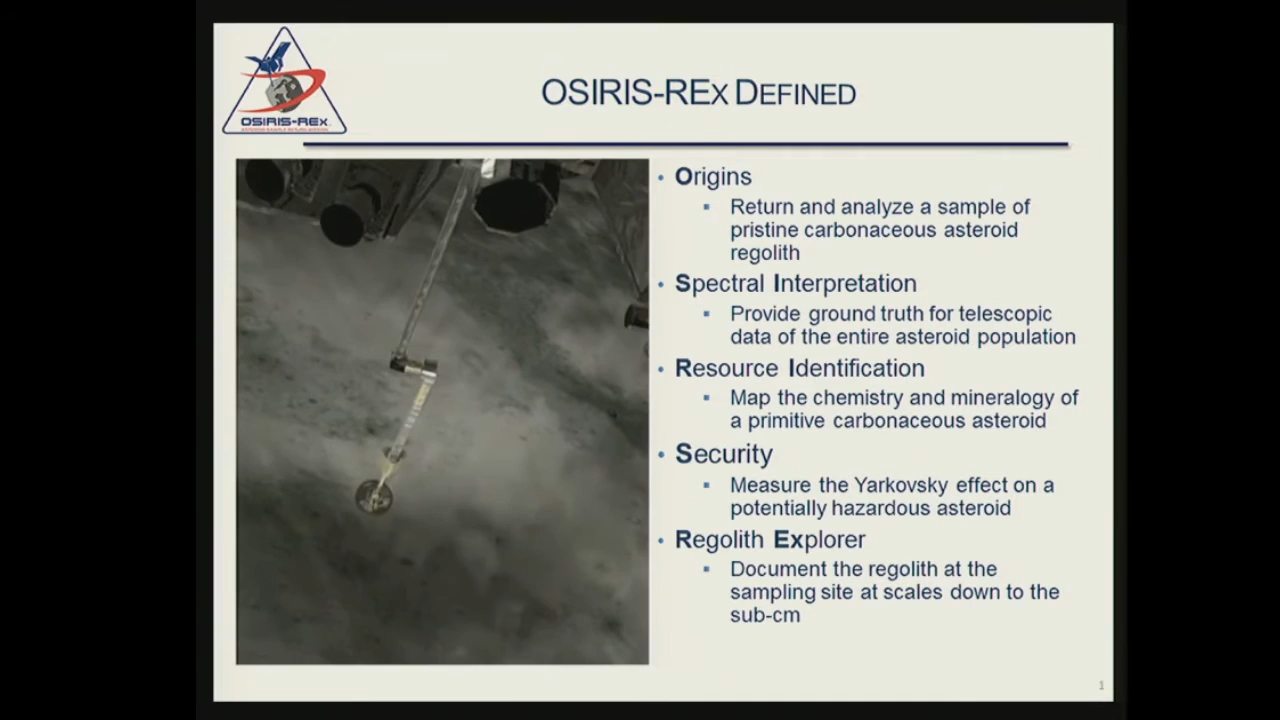 OSIRIS-REx
ASTEROID SAMPLE RETURN MISSION
OSIRIS-REX DEFINED
• Origins
▪ Return and analyze a sample of
pristine carbonaceous asteroid
regolith
• Spectral Interpretation
▪ Provide ground truth for telescopic
data of the entire asteroid population
• Resource Identification
▪ Map the chemistry and mineralogy of
a primitive carbonaceous asteroid
• Security
▪ Measure the Yarkovsky effect on a
potentially hazardous asteroid
• Regolith Explorer
▪ Document the regolith at the
sampling site at scales down to the
sub-cm
1